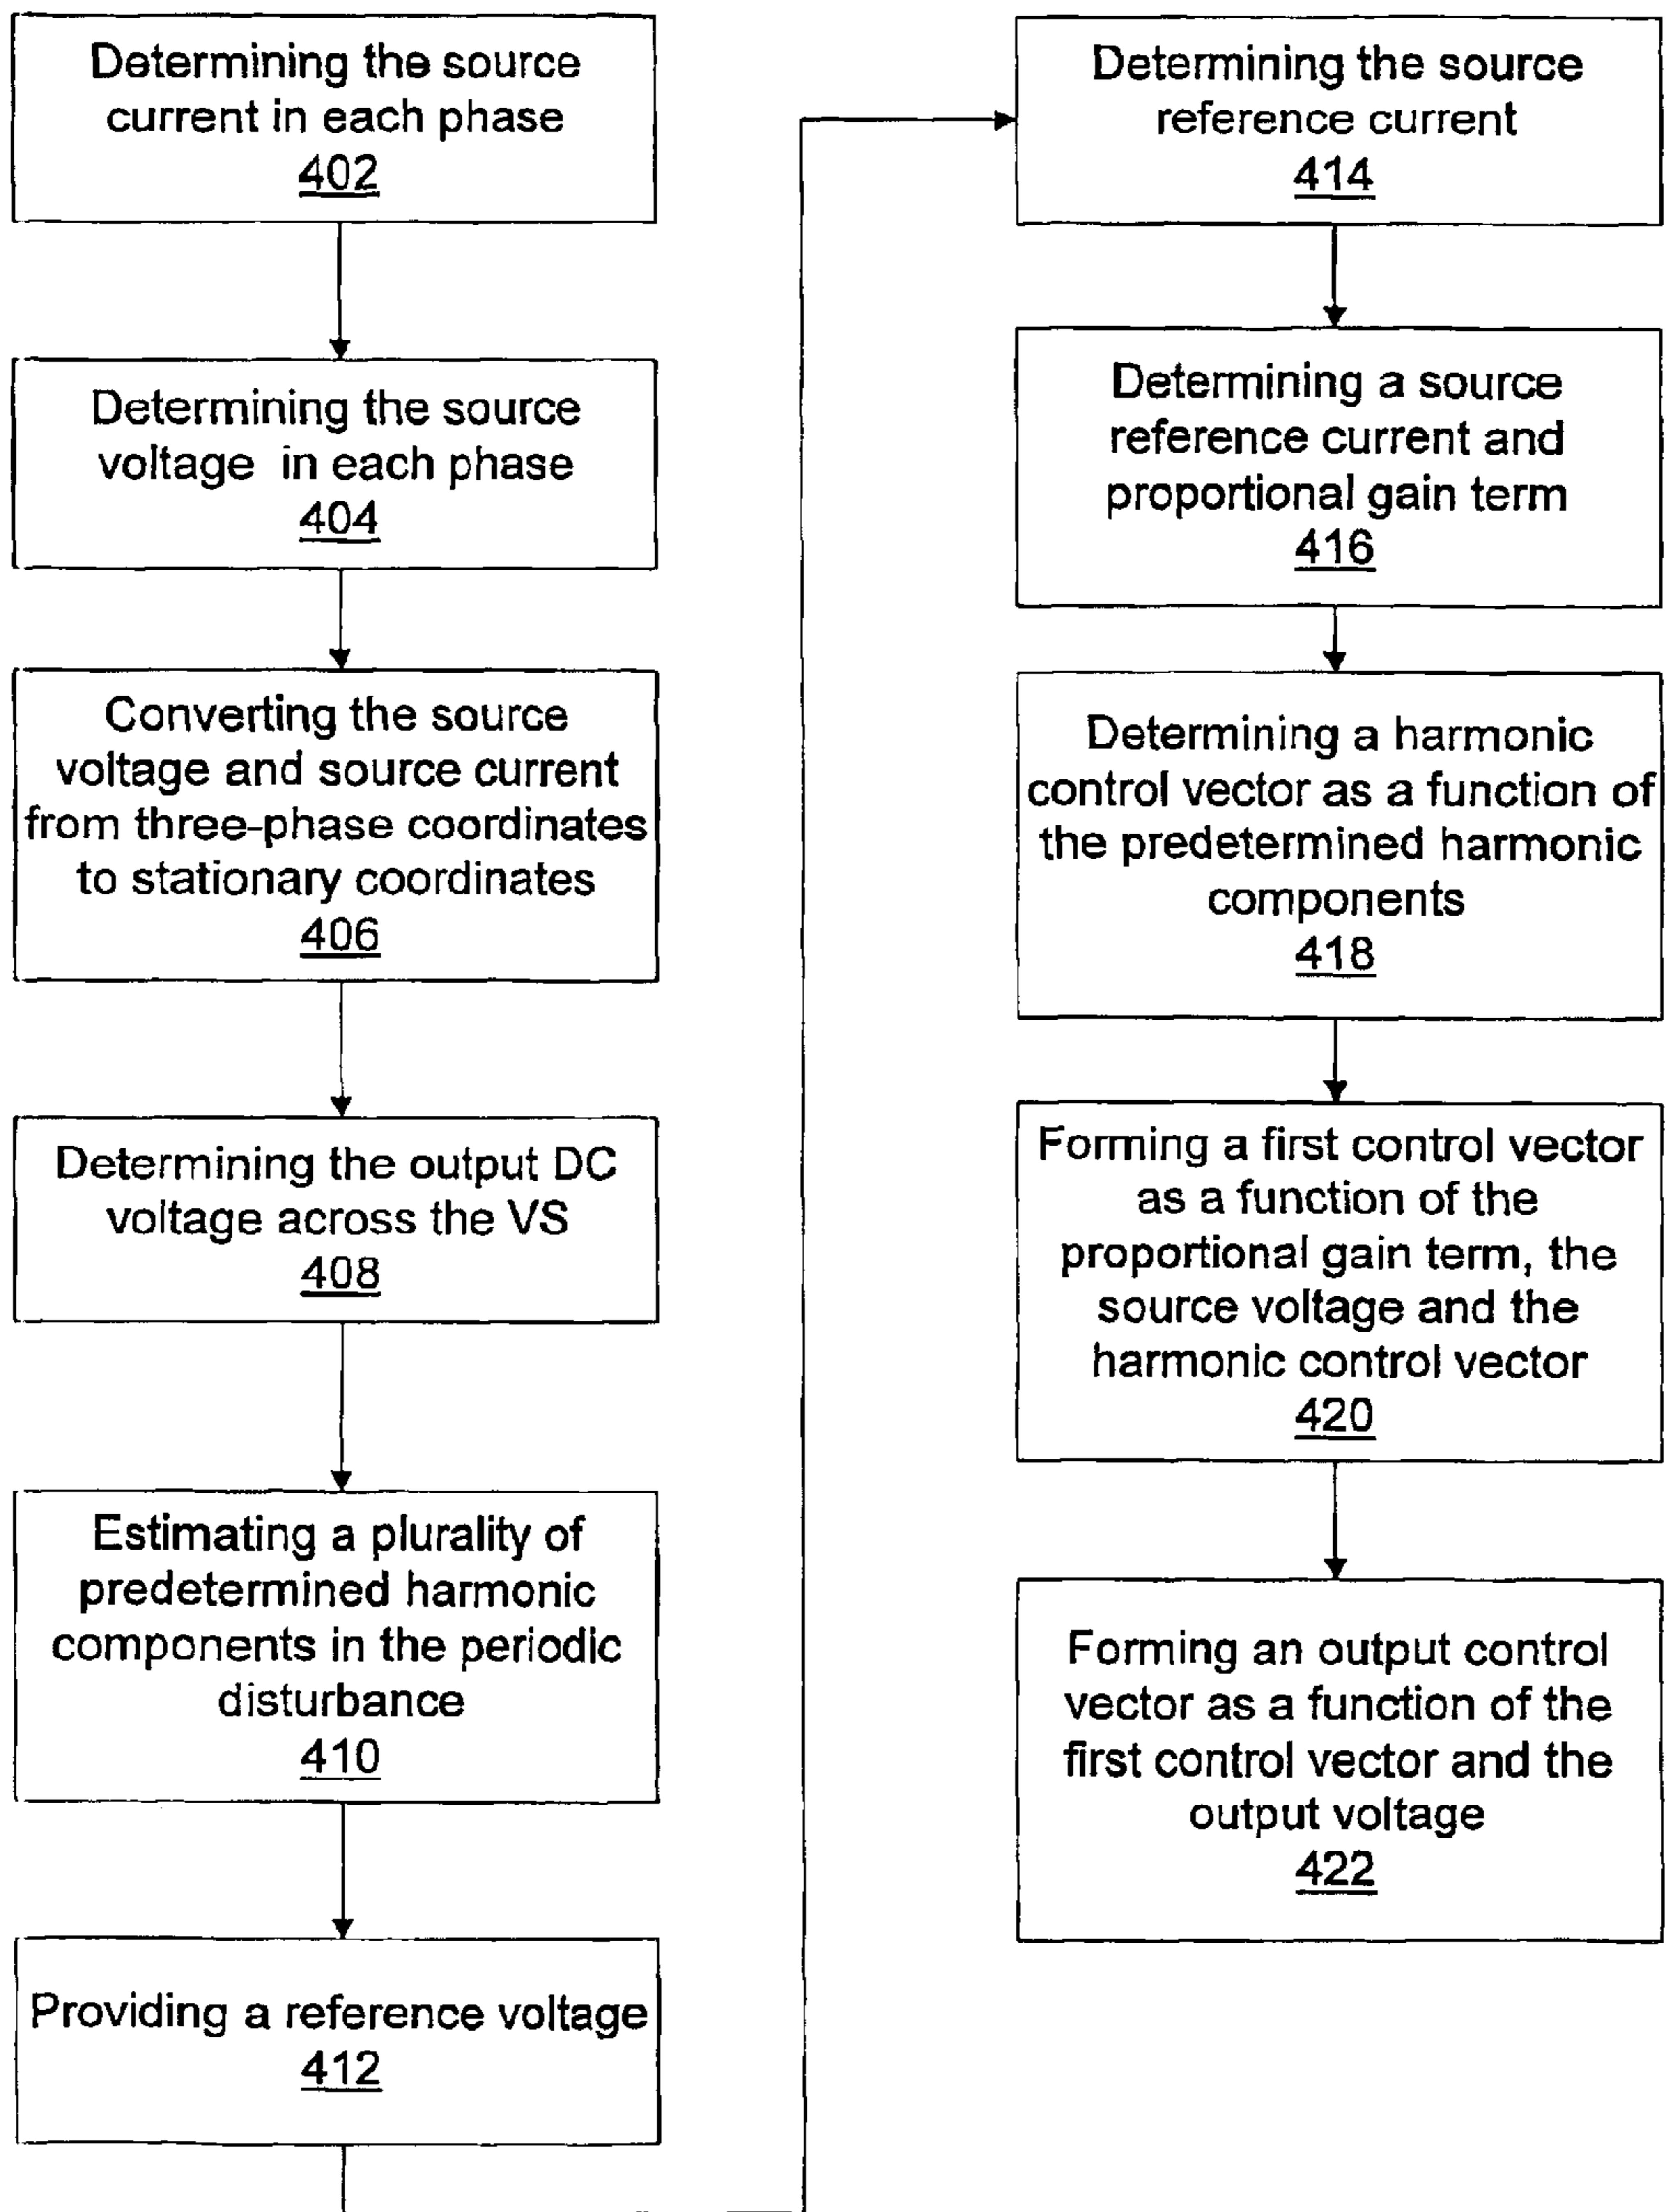 Determining the source
current in each phase
402
Determining the source
voltage in each phase
404
Converting the source
voltage and source current
from three-phase coordinates
to stationary coordinates
406
Determining the output DC
voltage across the VS
408
Estimating a plurality of
predetermined harmonic
components in the periodic
disturbance
410
Providing a reference voltage
412
Determining the source
reference current
414
Determining a source
reference current and
proportional gain term
416
Determining a harmonic
control vector as a function of
the predetermined harmonic
components
418
Forming a first control vector
as a function of the
proportional gain term, the
source voltage and the
harmonic control vector
420
Forming an output control
vector as a function of the
first control vector and the
output voltage
422